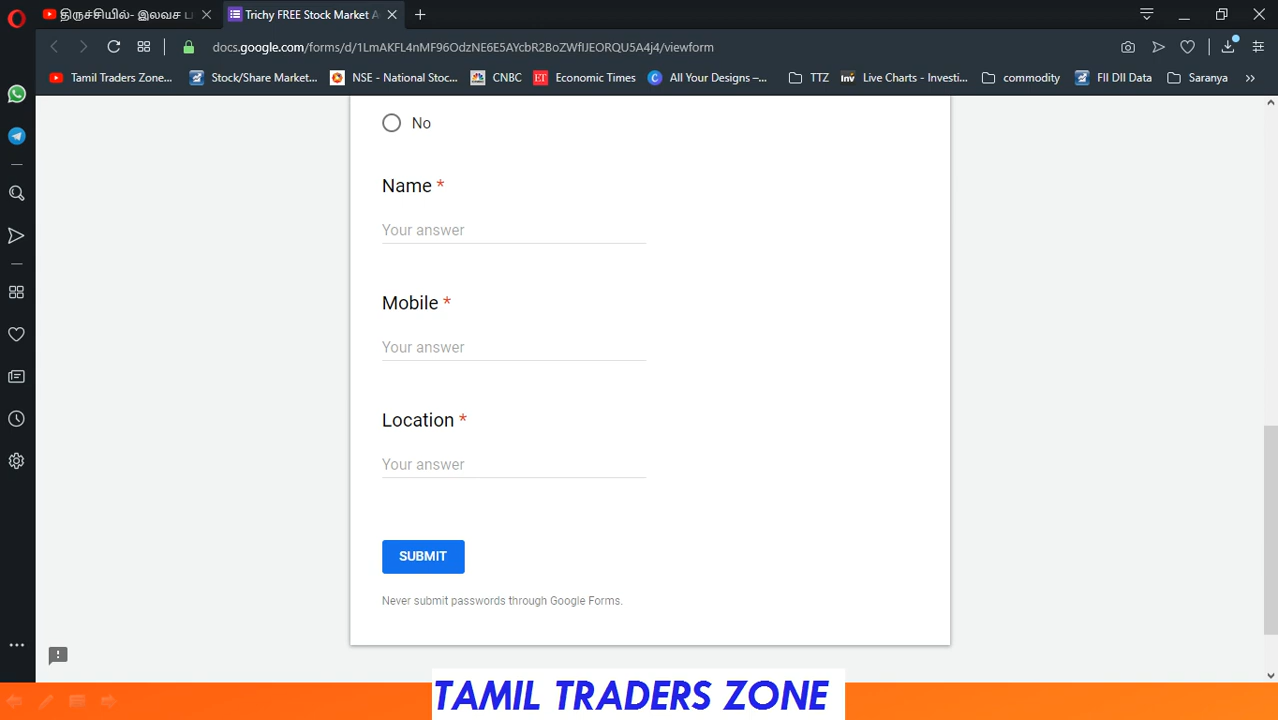 திருச்சியில்- இலவச ப
Trichy FREE Stock Market A
docs.google.com/forms/d/1LmAKFL4nMF96OdzNE6E5AYcbR2BoZWfIJEORQU5A4j4/viewform
Tamil Traders Zone...
Stock/Share Market...
NSE - National Stoc...
CNBC
ET
Economic Times
All Your Designs –...
TTZ
Inv
Live Charts - Investi...
commodity
FII DII Data
Saranya
No
Name *
Your answer
Mobile *
Your answer
Location *
Your answer
SUBMIT
Never submit passwords through Google Forms.
TAMIL TRADERS ZONE